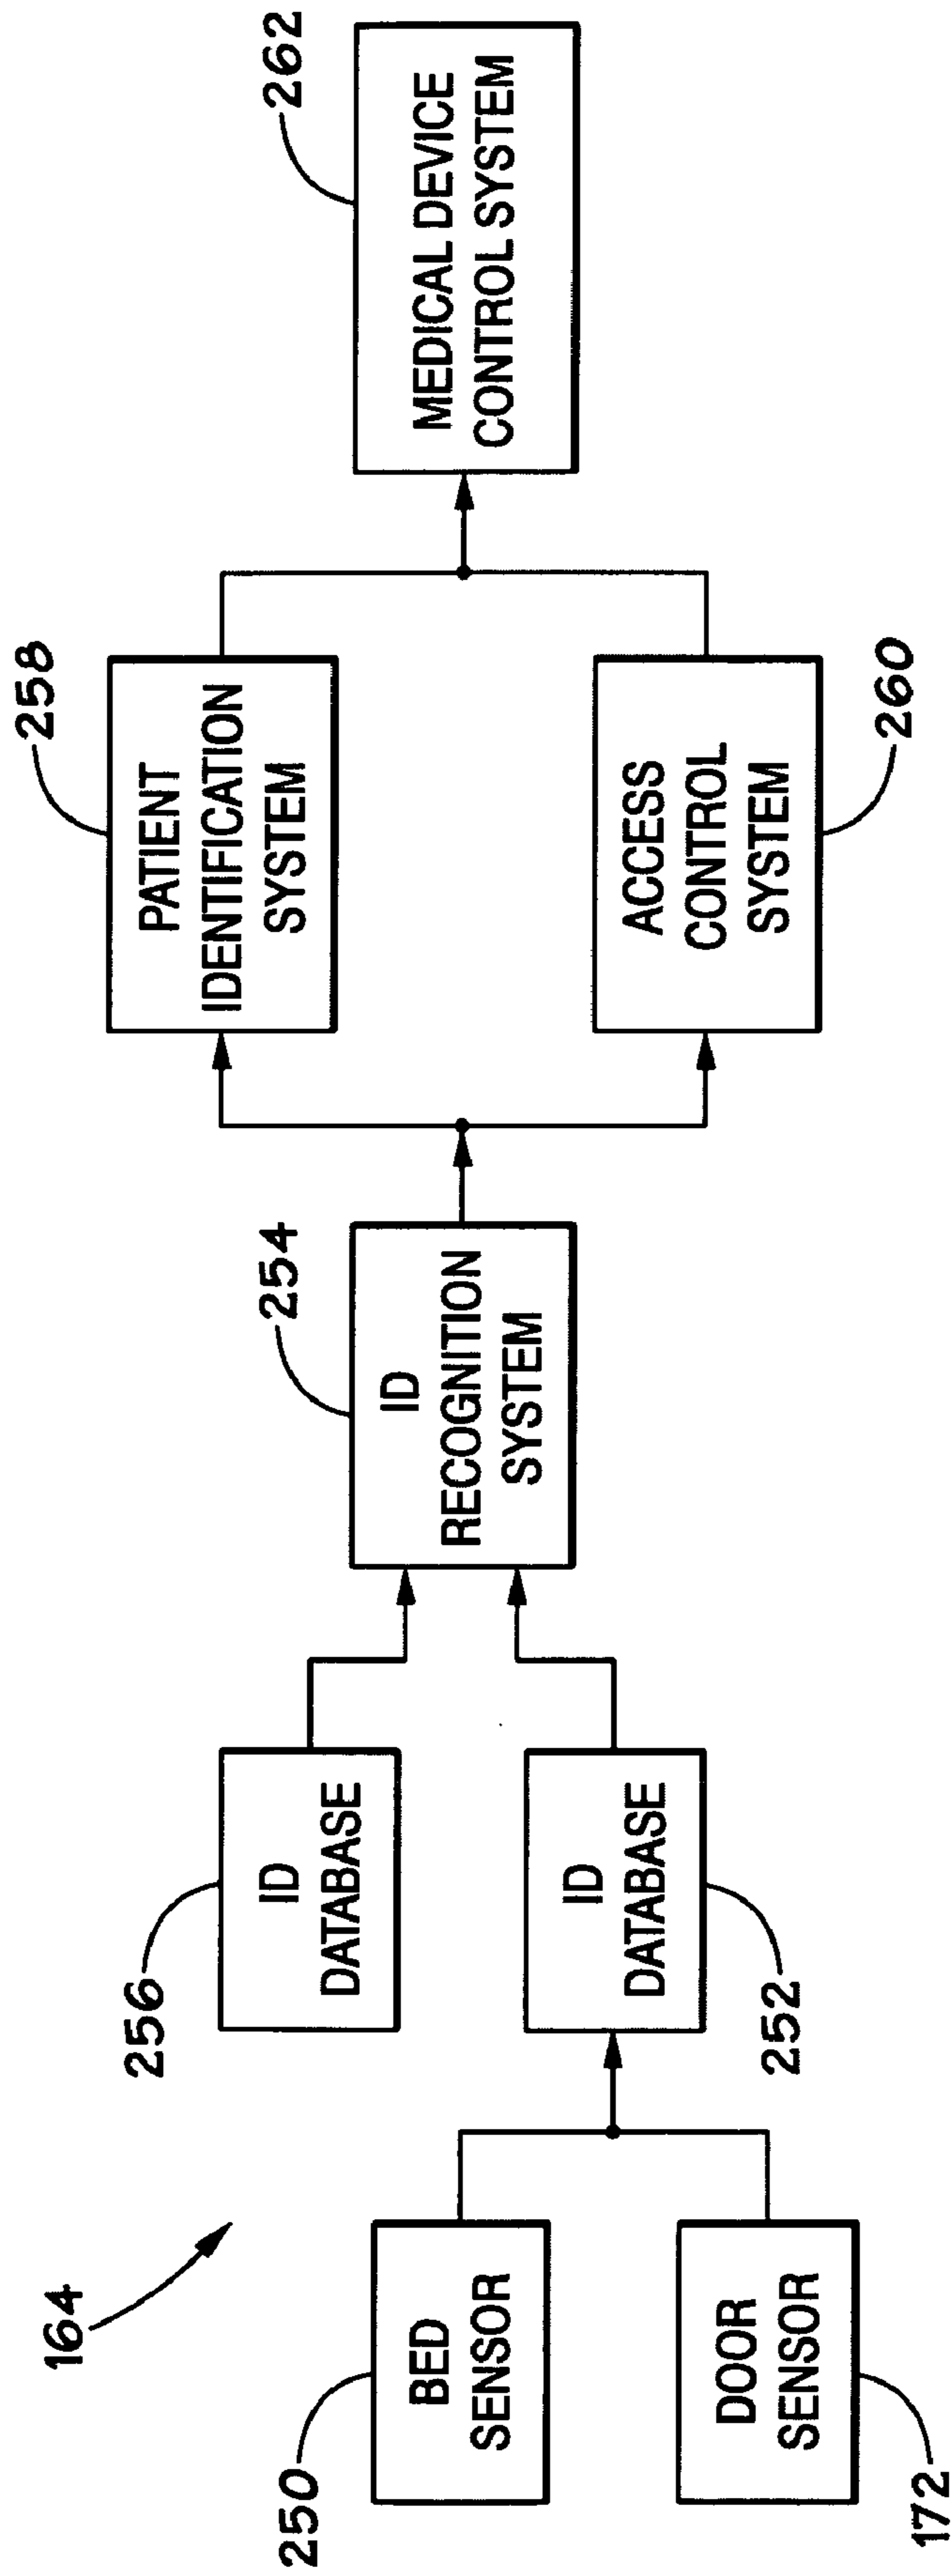 164
250
BED
SENSOR
DOOR
SENSOR
172
256
ID
DATABASE
ID
DATABASE
252
254
ID
RECOGNITION
SYSTEM
258
PATIENT
IDENTIFICATION
SYSTEM
ACCESS
CONTROL
SYSTEM
260
262
MEDICAL DEVICE
CONTROL SYSTEM